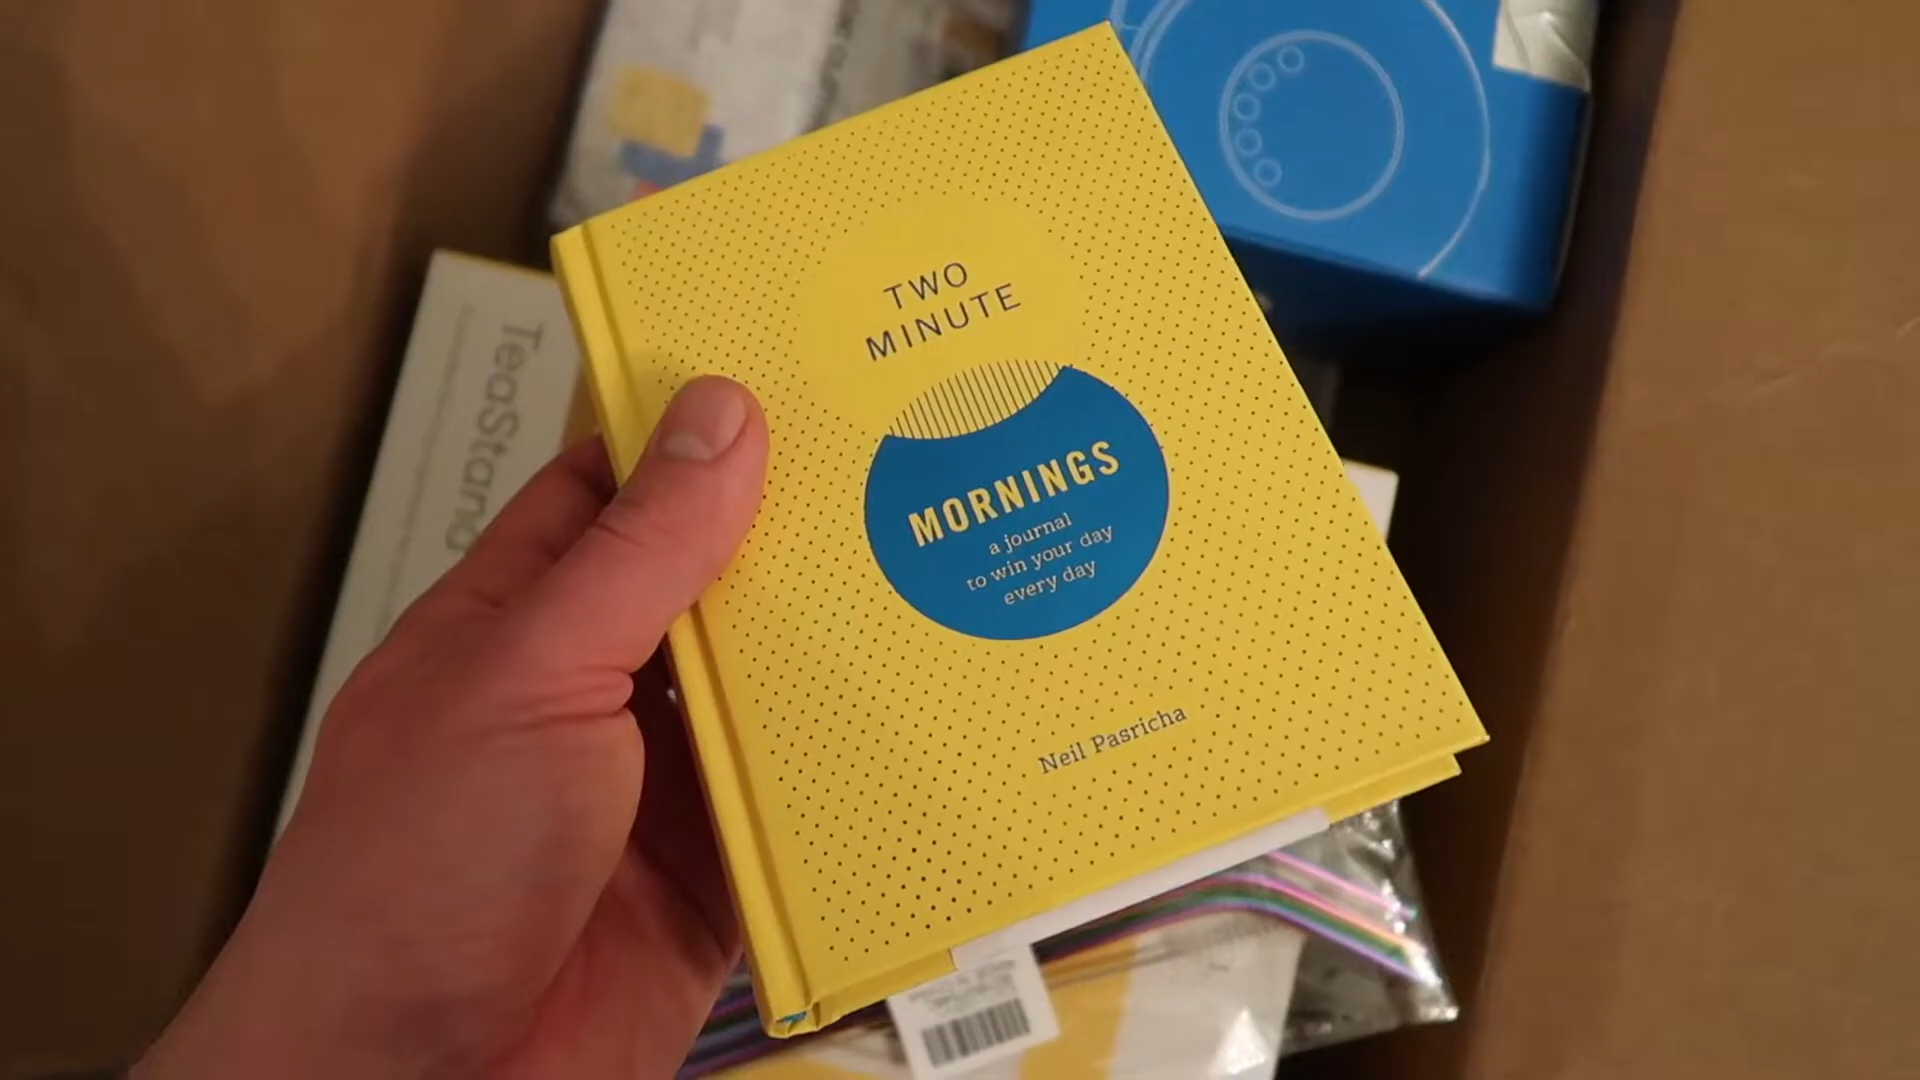 TWO
MINUTE
MORNINGS
a journal
to win your day
every day
Neil Pasricha
TeaStand